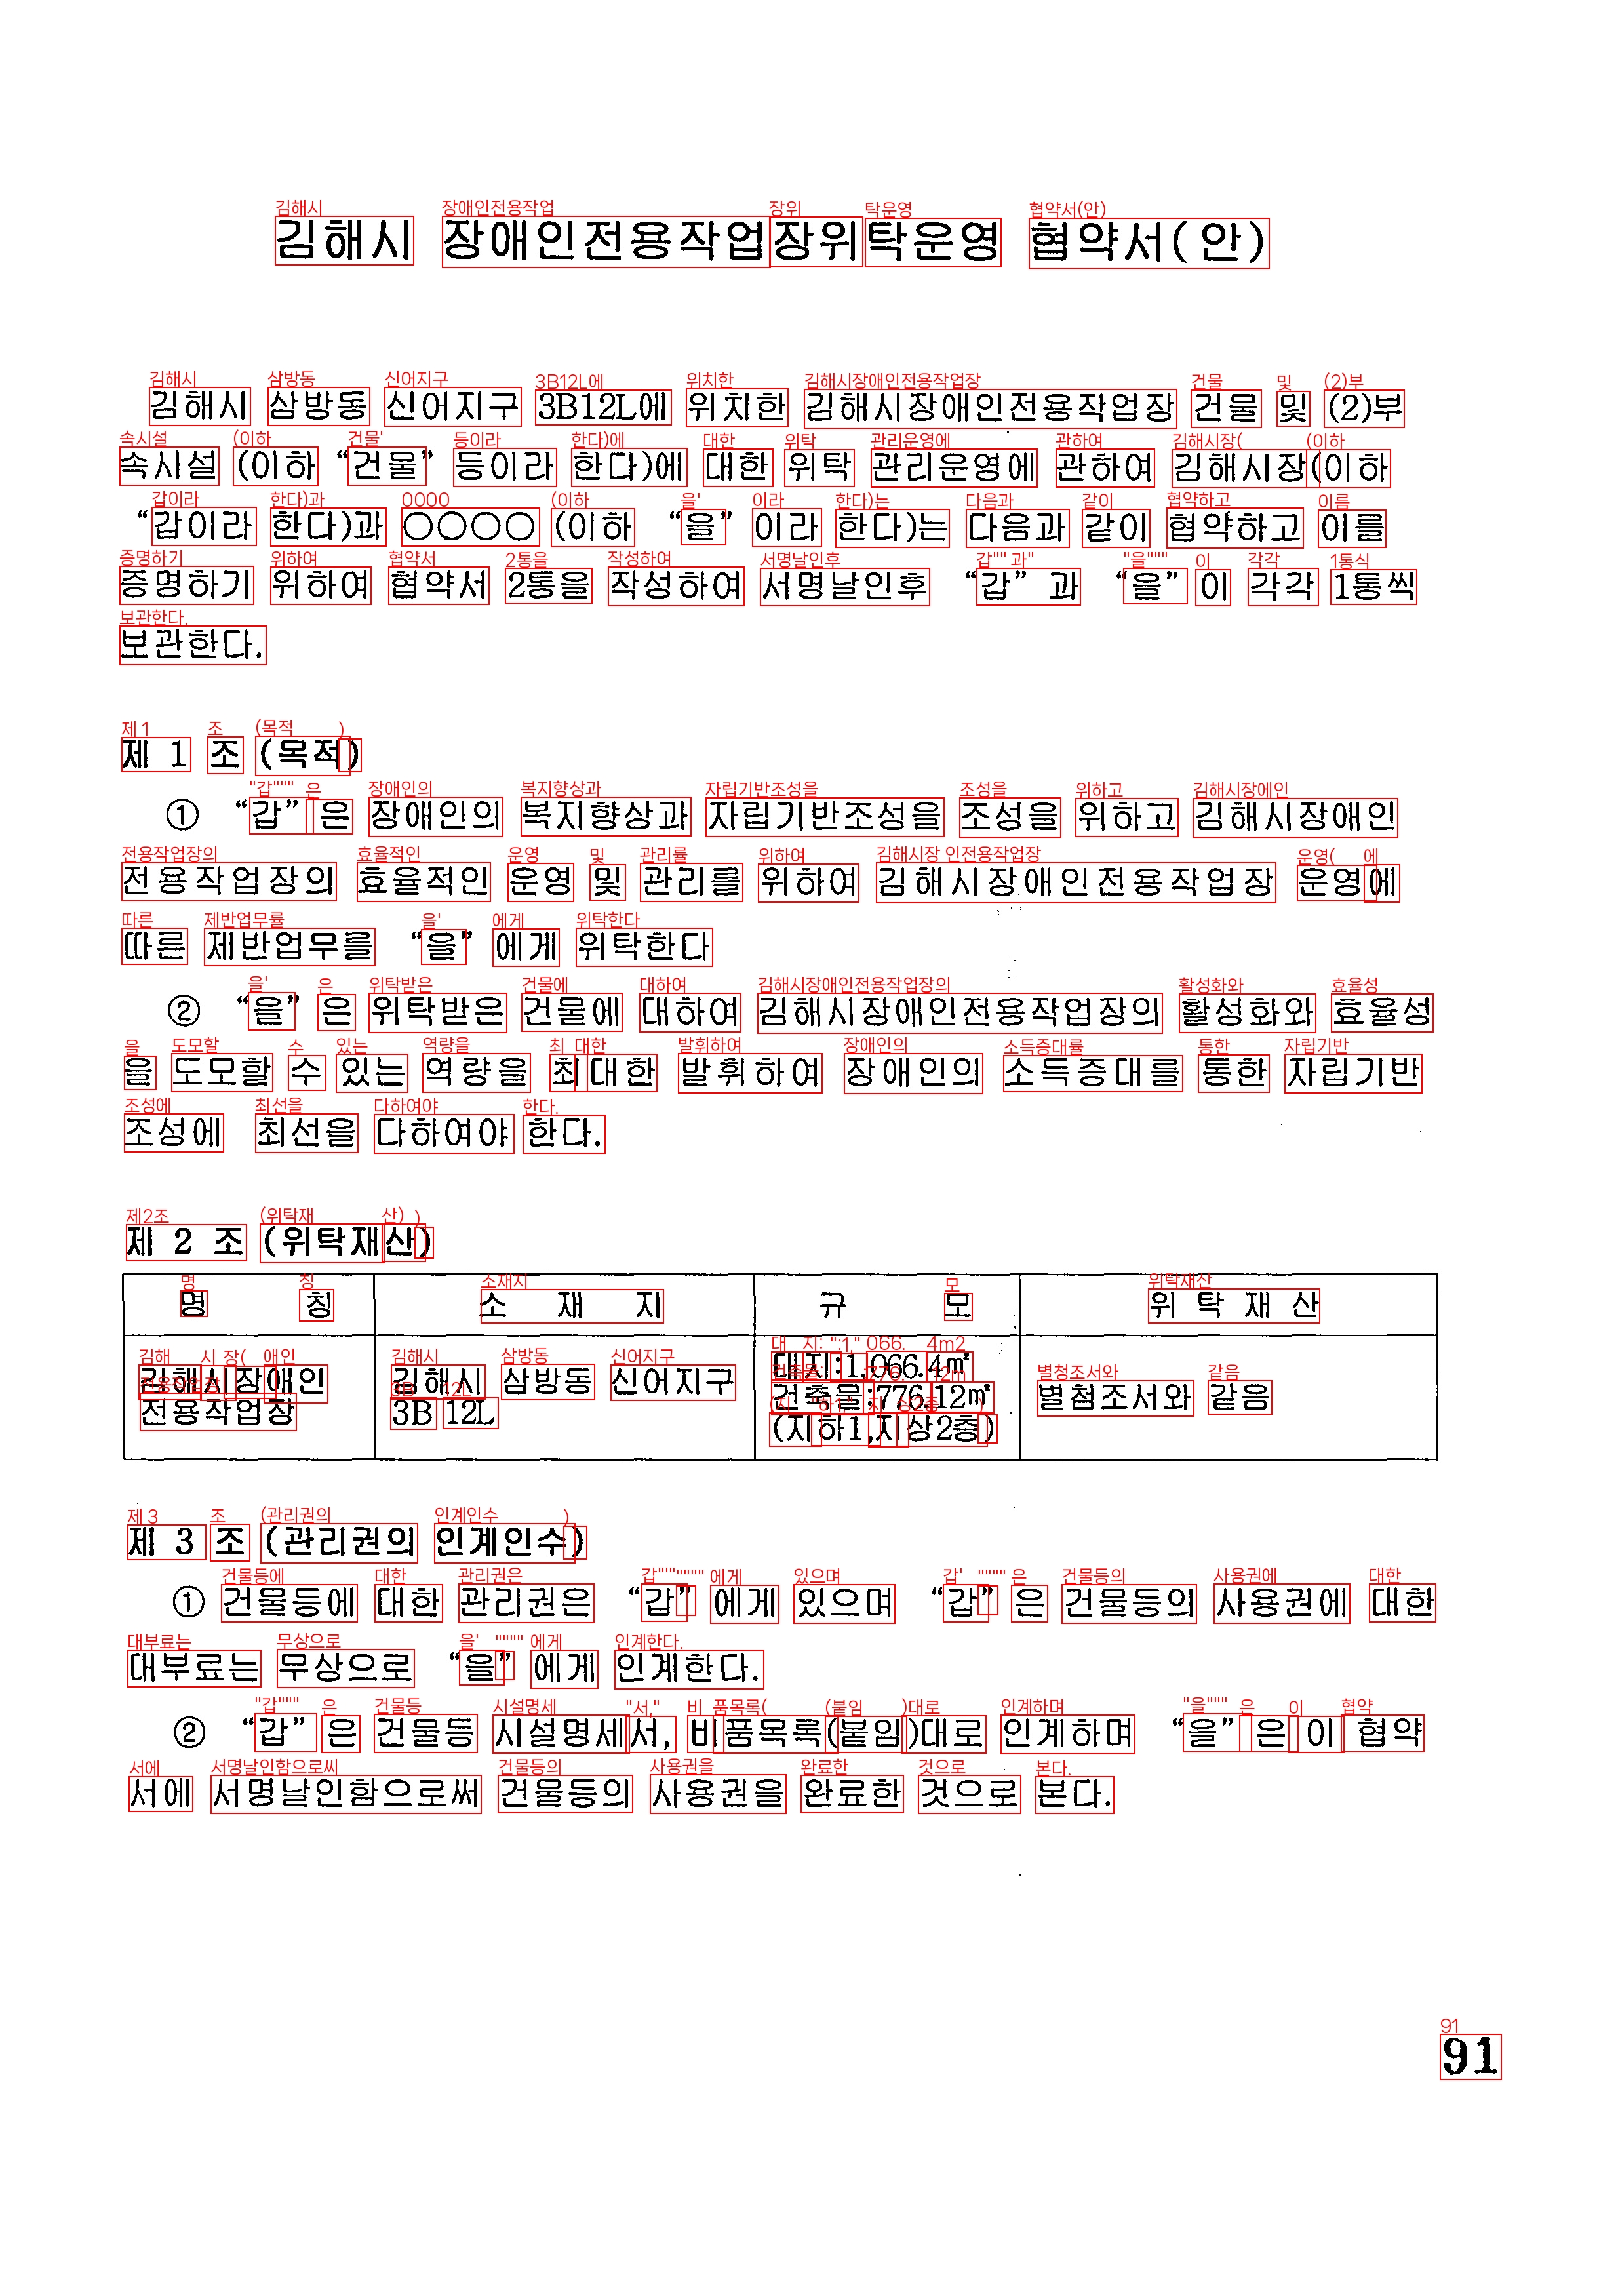 김해시 장애인전용작업장위탁운영 협약서(안)
김해시 삼방동 신어지구 3B12L에 위치한 김해시장애인전용작업장 건물 및 (2)부
속시설 (이하 “건물” 등이라 한다)에 대한 위탁 관리운영에 관하여 김해시장(이하
“갑이라 한다)과 ○○○○ (이하 “을” 이라 한다)는 다음과 같이 협약하고 이를
증명하기 위하여 협약서 2통을 작성하여 서명날인후 “갑” 과 “을” 이 각각 1통씩
보관한다.
제 1 조 (목적)
① “갑” 은 장애인의 복지향상과 자립기반조성을 조성을 위하고 김해시장애인
전용작업장의 효율적인 운영 및 관리를 위하여 김해시장애인전용작업장 운영에
따른 제반업무를 “을” 에게 위탁한다
② “을” 은 위탁받은 건물에 대하여 김해시장애인전용작업장의 활성화와 효율성
을 도모할 수 있는 역량을 최대한 발휘하여 장애인의 소득증대를 통한 자립기반
조성에 최선을 다하여야 한다.
제 2 조 (위탁재산)
명 칭 소 재 지 규 모 위 탁 재 산
김해시장애인 전용작업장 김해시 삼방동 신어지구 3B 12L 대지:1,066.4㎡ 건축물:776.12㎡ (지하1,지상2층) 별첨조서와 같음
제 3 조 (관리권의 인계인수)
① 건물등에 대한 관리권은 “갑” 에게 있으며 “갑” 은 건물등의 사용권에 대한
대부료는 무상으로 “을” 에게 인계한다.
② “갑” 은 건물등 시설명세서, 비품목록(붙임)대로 인계하며 “을” 은 이 협약
서에 서명날인함으로써 건물등의 사용권을 완료한 것으로 본다.
91